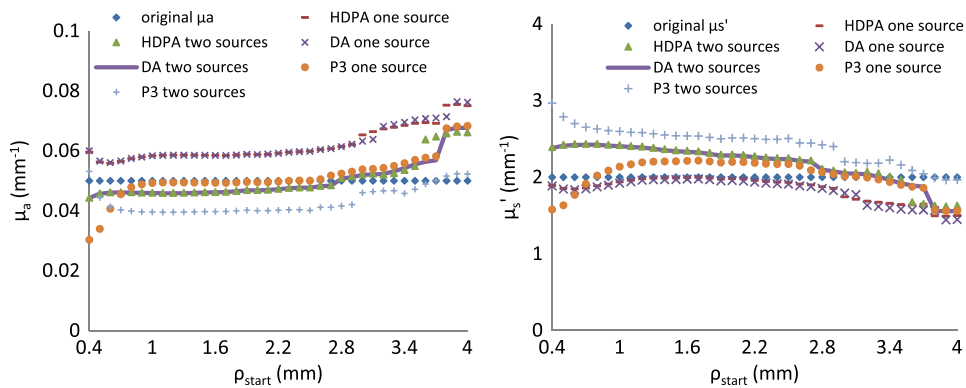 0.1
0.08
0.06
0.04
0.02
0
μa (mm⁻¹)
original μa
HDPA one source
HDPA two sources
DA one source
DA two sources
P3 one source
P3 two sources
0.4 1 1.6 2.2 2.8 3.4 4
ρstart (mm)
4
3
2
1
0
μs' (mm⁻¹)
original μs'
HDPA one source
HDPA two sources
DA one source
DA two sources
P3 one source
P3 two sources
0.4 1 1.6 2.2 2.8 3.4 4
ρstart (mm)